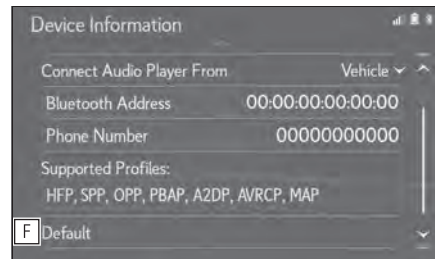 Device Information
Connect Audio Player From Vehicle
Bluetooth Address 00:00:00:00:00:00
Phone Number 00000000000
Supported Profiles:
HFP, SPP, OPP, PBAP, A2DP, AVRCP, MAP
F Default